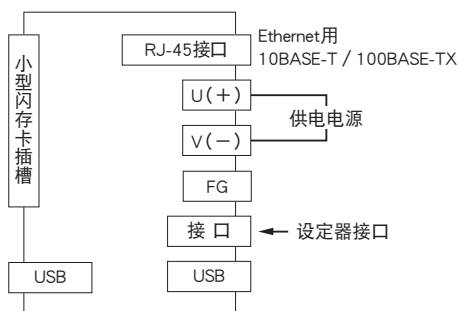 Ethernet用
RJ-45接口
10BASE-T / 100BASE-TX
小型闪存卡插槽
U(+)
供电电源
V(−)
FG
接 口
设定器接口
USB
USB